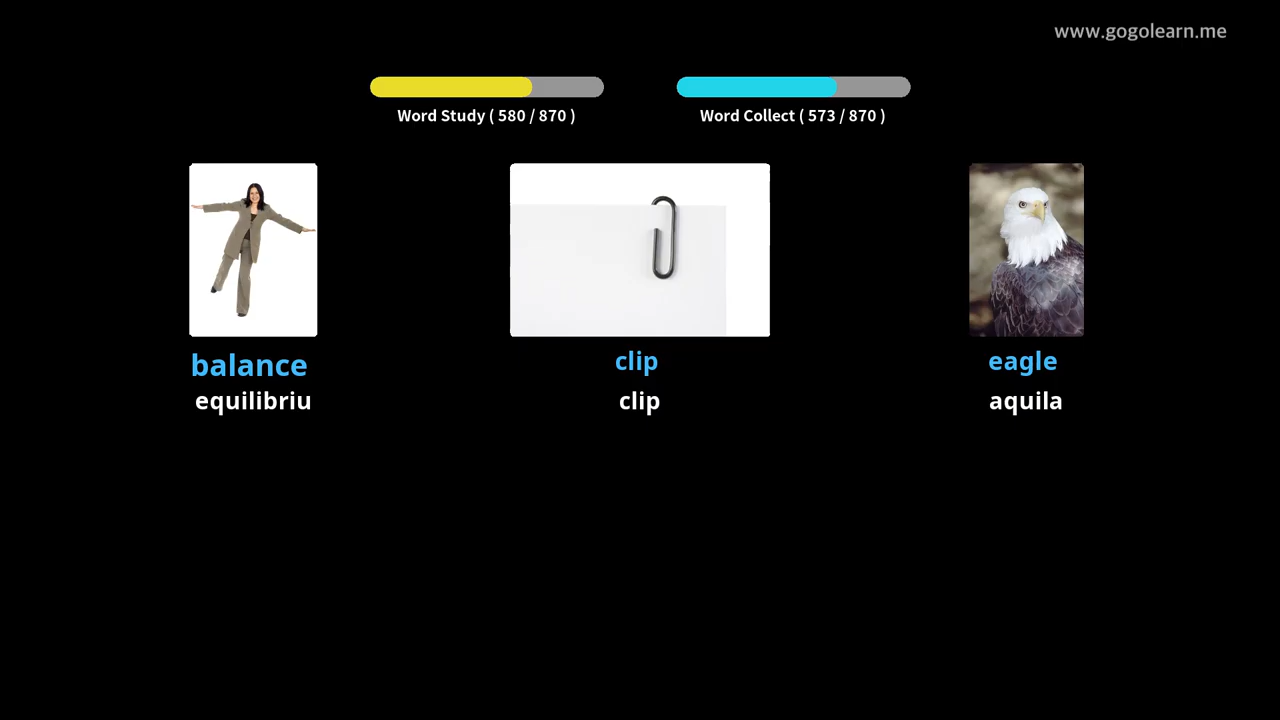 www.gogolearn.me
Word Study ( 580 / 870 )
Word Collect ( 573 / 870 )
balance
clip
eagle
equilibriu
clip
aquila